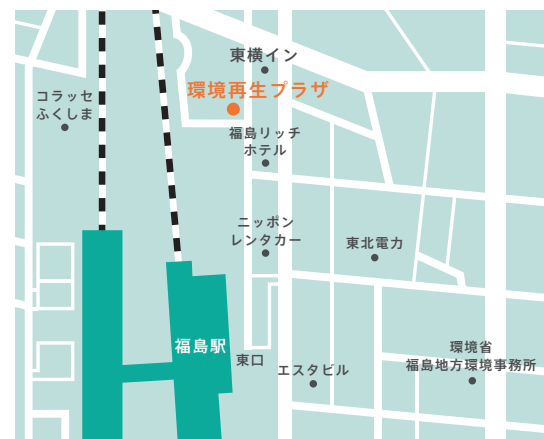 東横イン
環境再生プラザ
コラッセ
ふくしま
福島リッチ
ホテル
ニッポン
レンタカー
東北電力
福島駅
東口
エスタビル
環境省
福島地方環境事務所